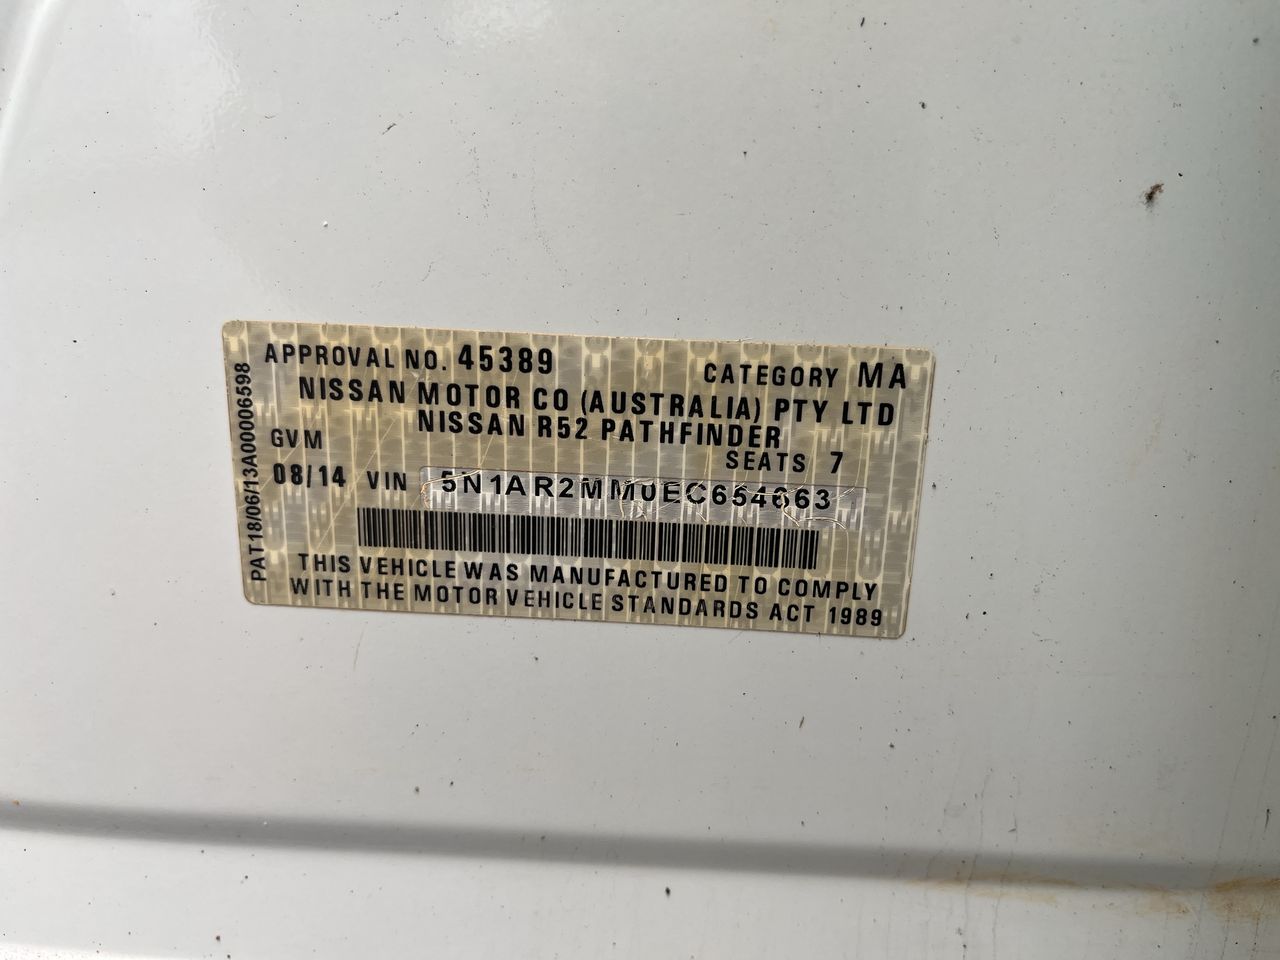 APPROVAL NO. 45389
CATEGORY MA
NISSAN MOTOR CO (AUSTRALIA) PTY LTD
NISSAN R52 PATHFINDER
GVM
SEATS 7
08/14 VIN 5N1AR2MM0EC654663
THIS VEHICLE WAS MANUFACTURED TO COMPLY
WITH THE MOTOR VEHICLE STANDARDS ACT 1989
PAT18/06/13A00006598